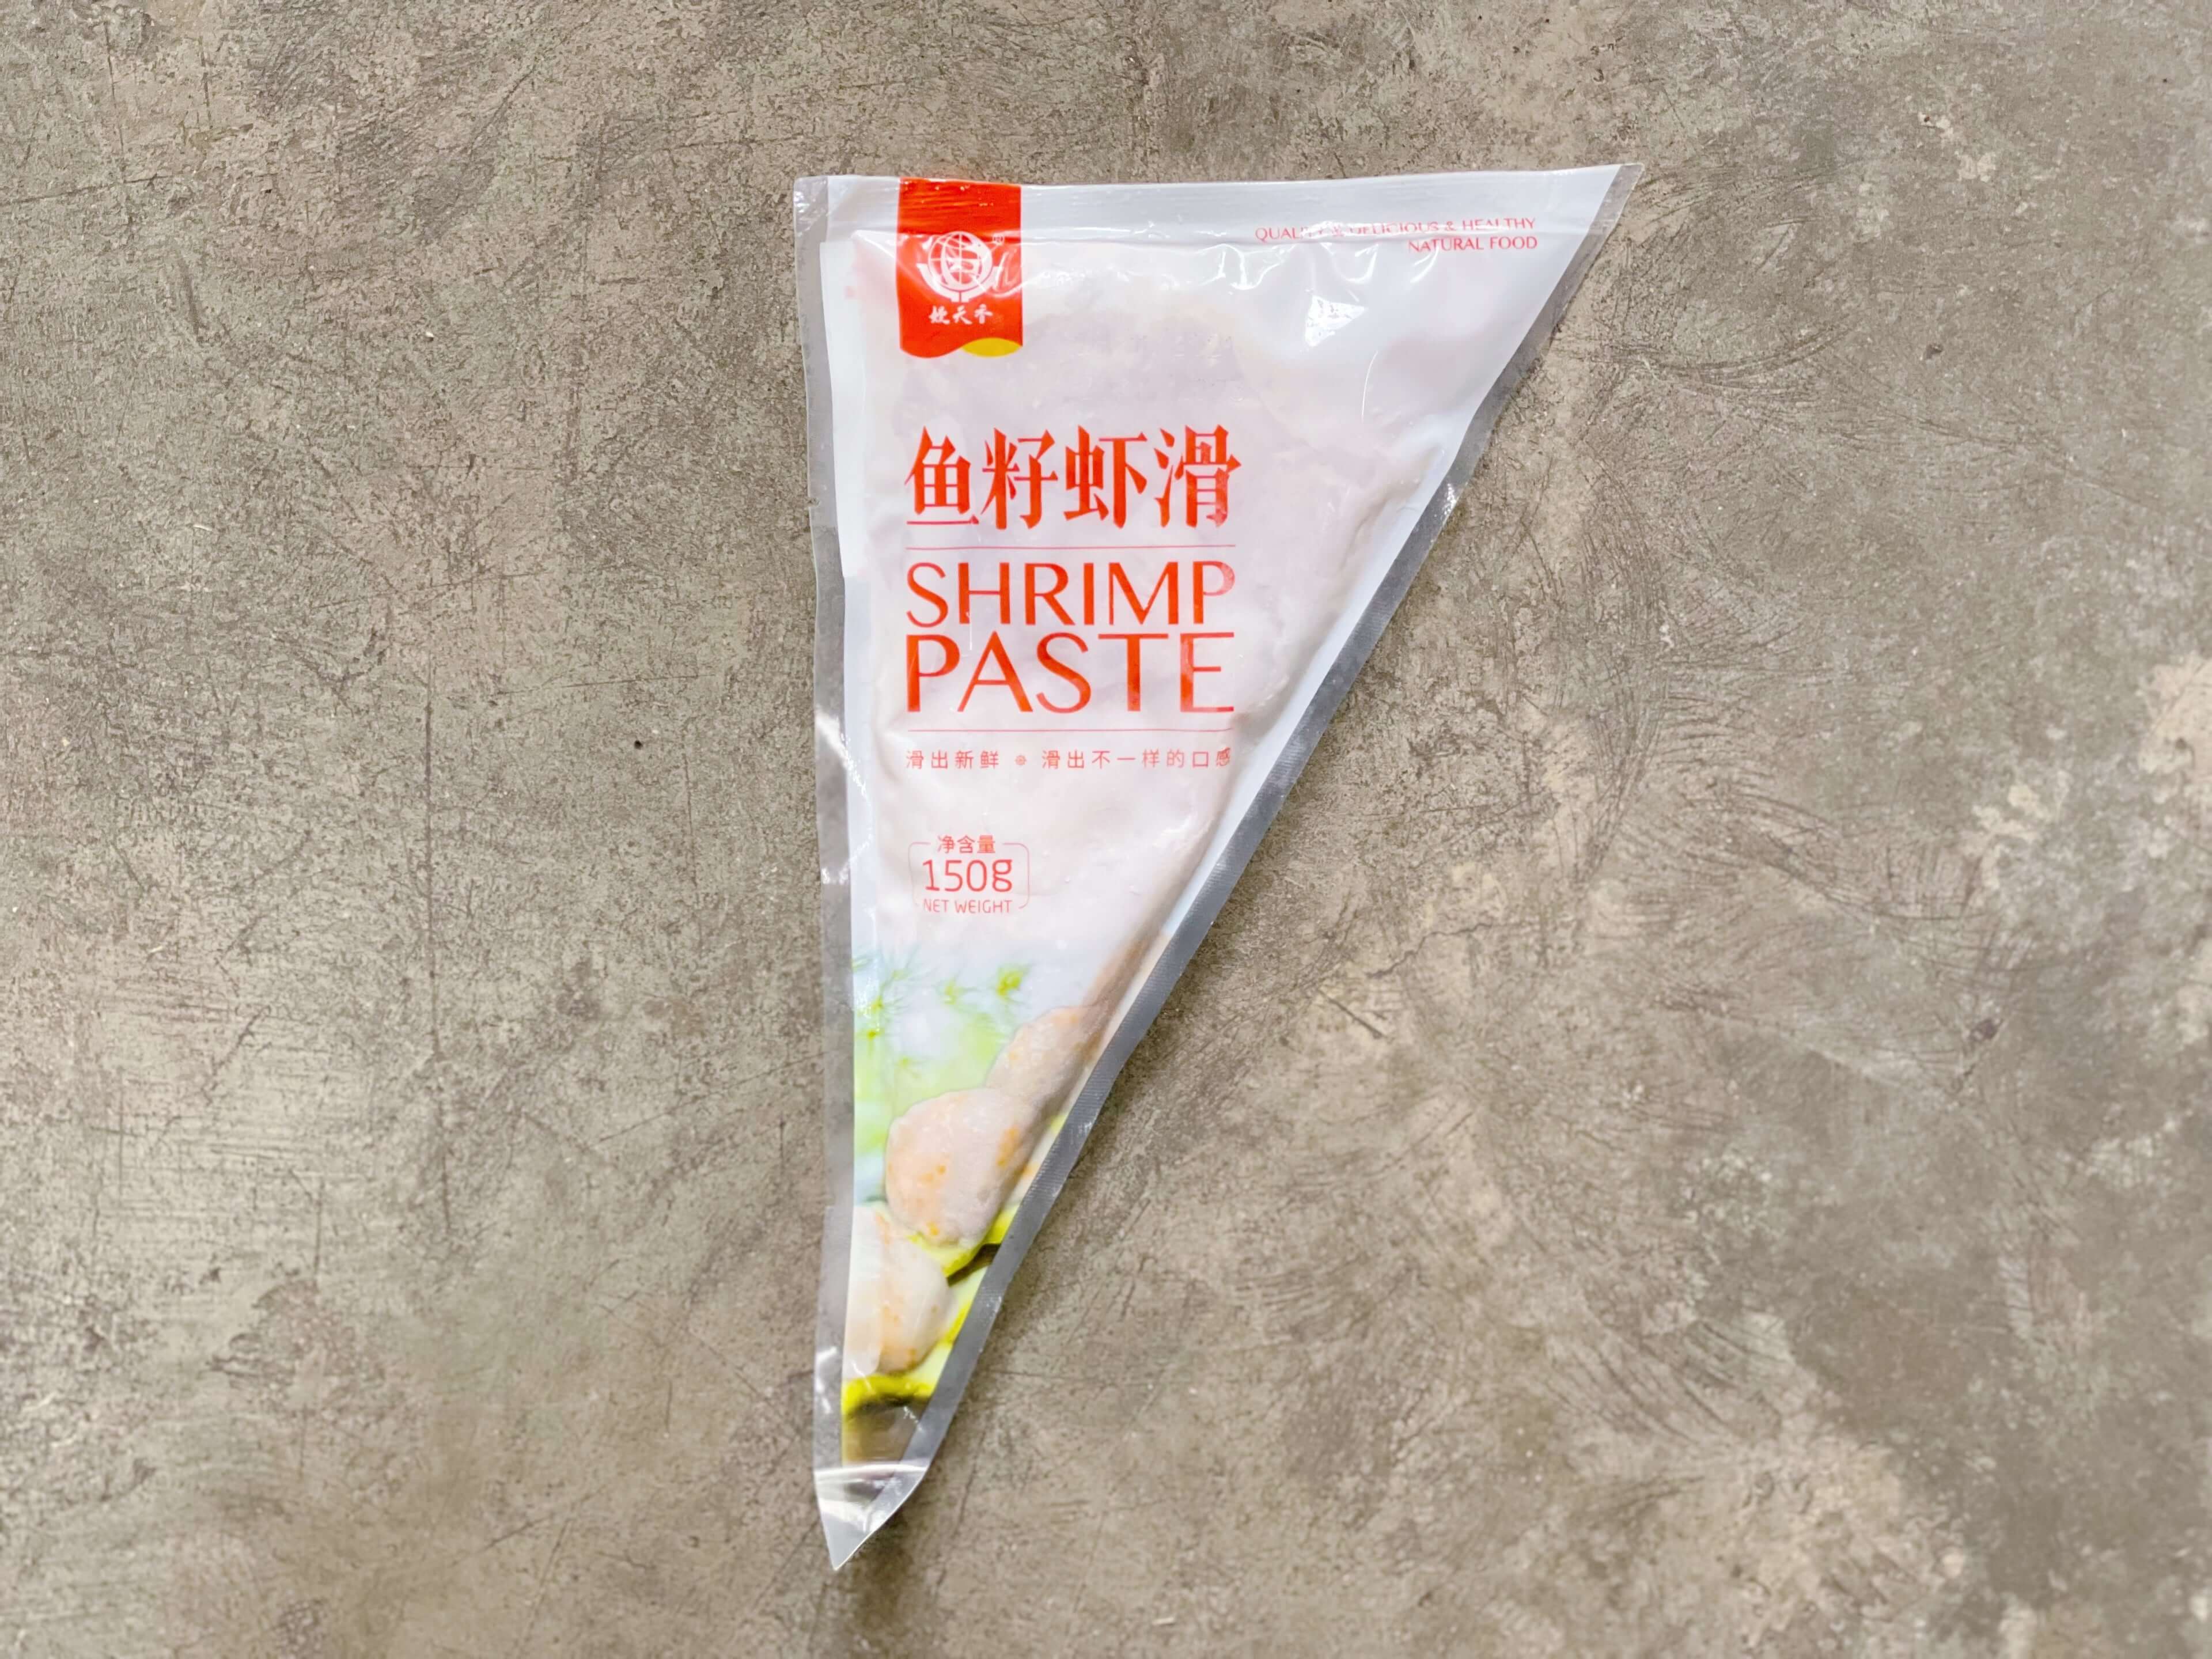 QUALITY & DELICIOUS & HEALTHY
NATURAL FOOD
鱼籽虾滑
SHRIMP
PASTE
滑出新鲜 滑出不一样的口感
净含量
150g
NET WEIGHT